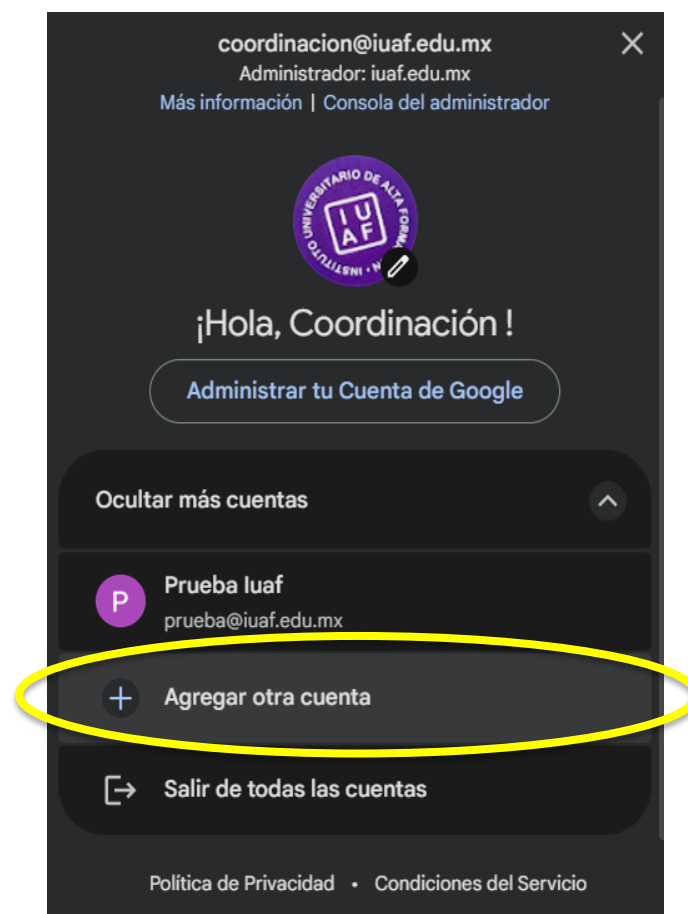 coordinacion@iuaf.edu.mx
Administrador: iuaf.edu.mx
Más información | Consola del administrador
INSTITUTO UNIVERSITARIO DE ALTA
IU
AF
¡Hola, Coordinación !
Administrar tu Cuenta de Google
Ocultar más cuentas
P
Prueba Iuaf
prueba@iuaf.edu.mx
Agregar otra cuenta
Salir de todas las cuentas
Política de Privacidad • Condiciones del Servicio